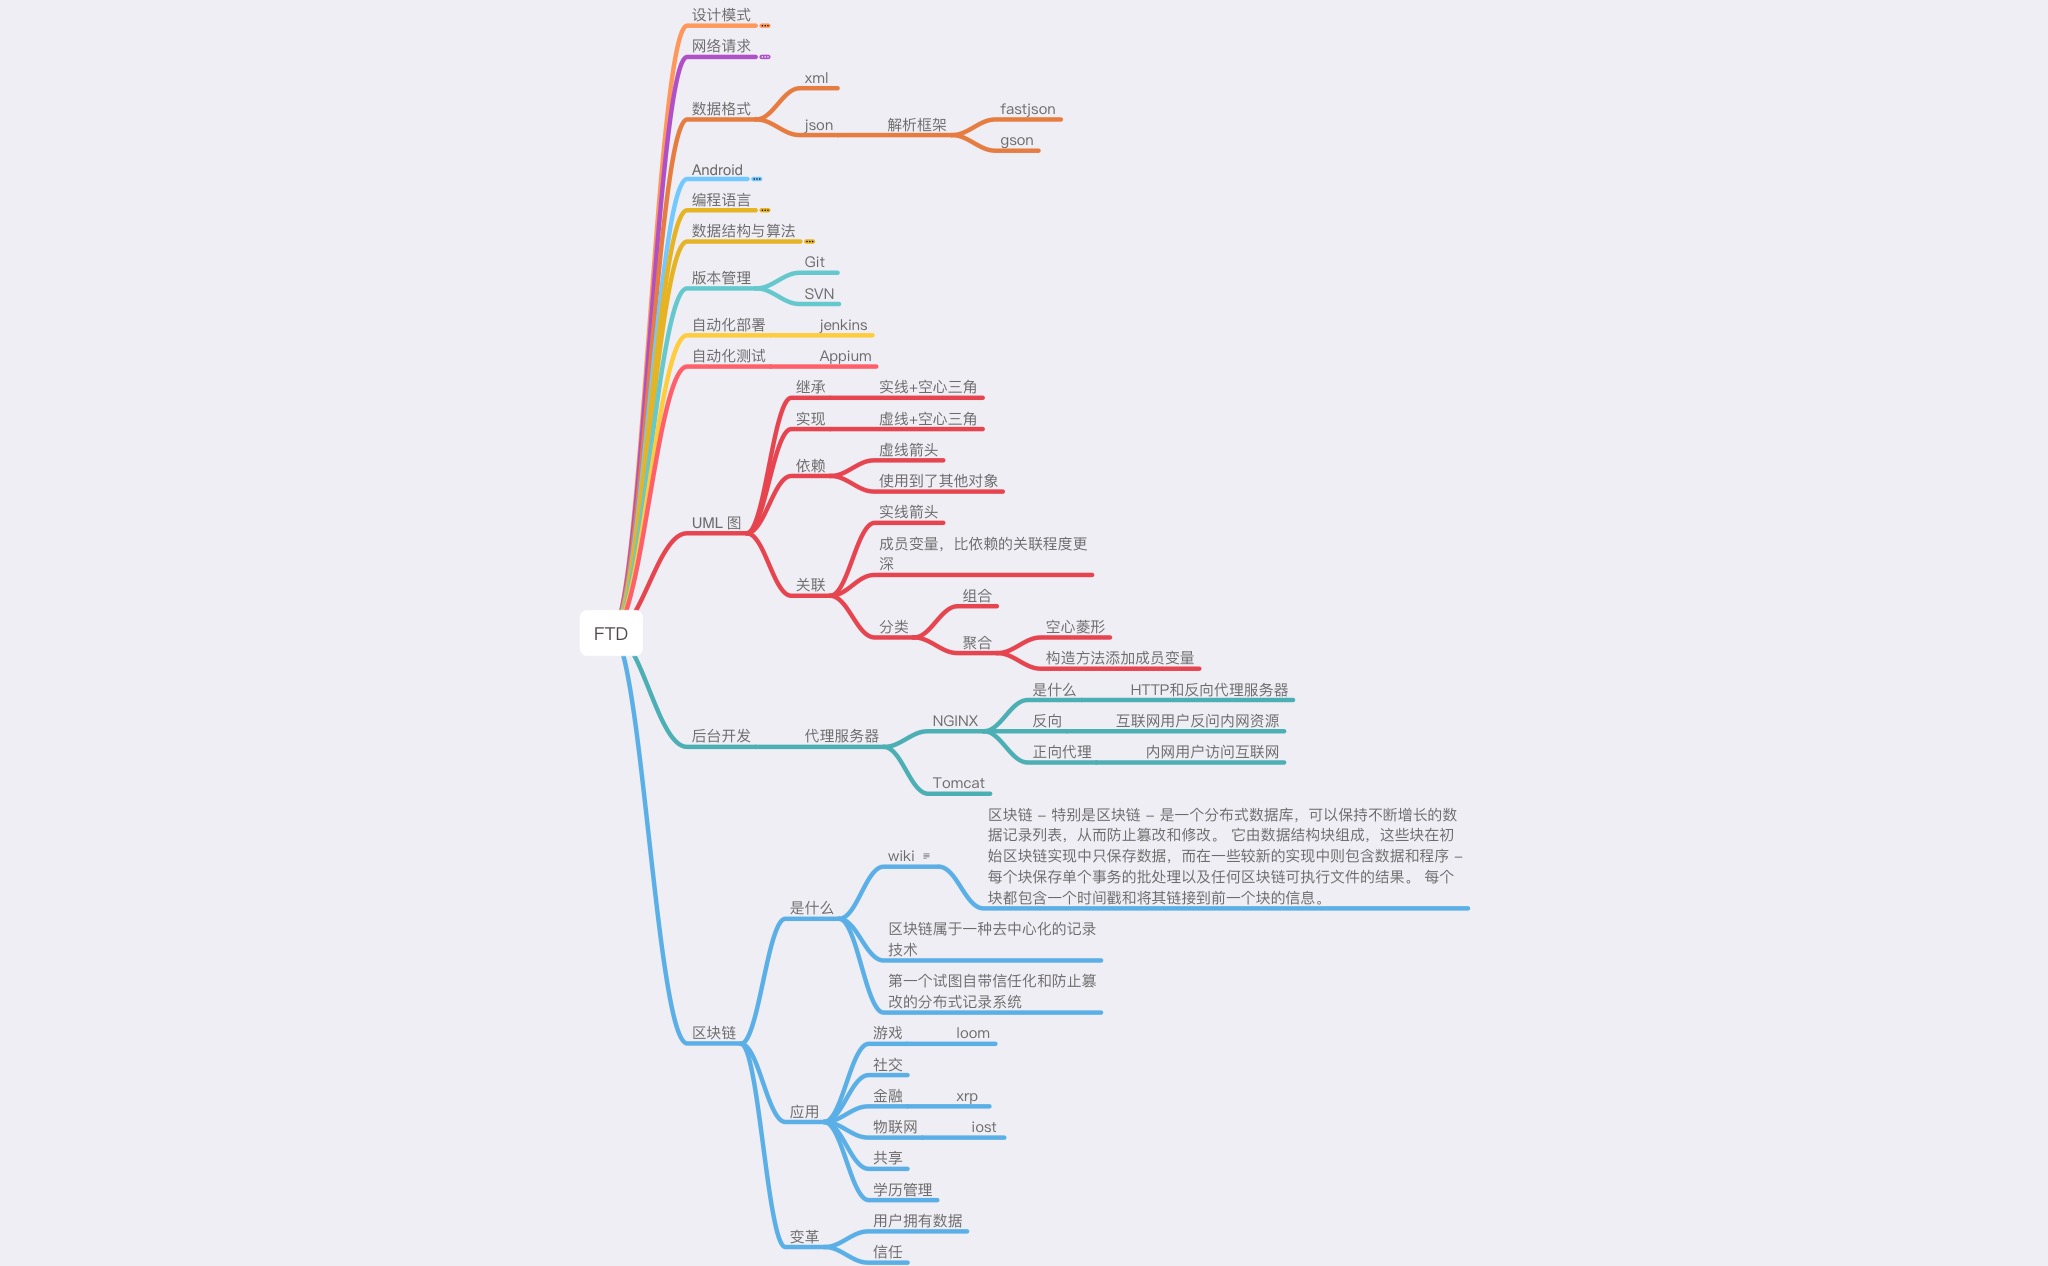 设计模式
网络请求
xml
数据格式
fastjson
json
解析框架
gson
Android
编程语言
数据结构与算法
Git
版本管理
SVN
自动化部署
jenkins
自动化测试
Appium
继承
实线+空心三角
实现
虚线+空心三角
虚线箭头
依赖
使用到了其他对象
实线箭头
UML 图
成员变量，比依赖的关联程度更
深
关联
组合
分类
空心菱形
聚合
构造方法添加成员变量
FTD
是什么
HTTP和反向代理服务器
NGINX
反向
互联网用户反问内网资源
后台开发
代理服务器
正向代理
内网用户访问互联网
Tomcat
区块链 – 特别是区块链 – 是一个分布式数据库，可以保持不断增长的数
据记录列表，从而防止篡改和修改。 它由数据结构块组成，这些块在初
始区块链实现中只保存数据，而在一些较新的实现中则包含数据和程序 –
每个块保存单个事务的批处理以及任何区块链可执行文件的结果。 每个
块都包含一个时间戳和将其链接到前一个块的信息。
wiki
是什么
区块链属于一种去中心化的记录
技术
第一个试图自带信任化和防止篡
改的分布式记录系统
区块链
游戏
loom
社交
金融
xrp
应用
物联网
iost
共享
学历管理
用户拥有数据
变革
信任